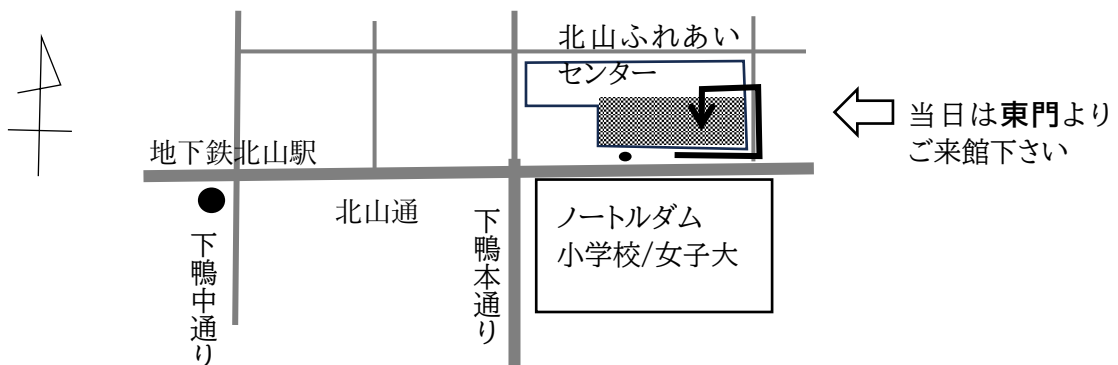 北山ふれあい
センター
当日は東門より
ご来館下さい
地下鉄北山駅
北山通
下鴨中通り
下鴨本通り
ノートルダム
小学校/女子大